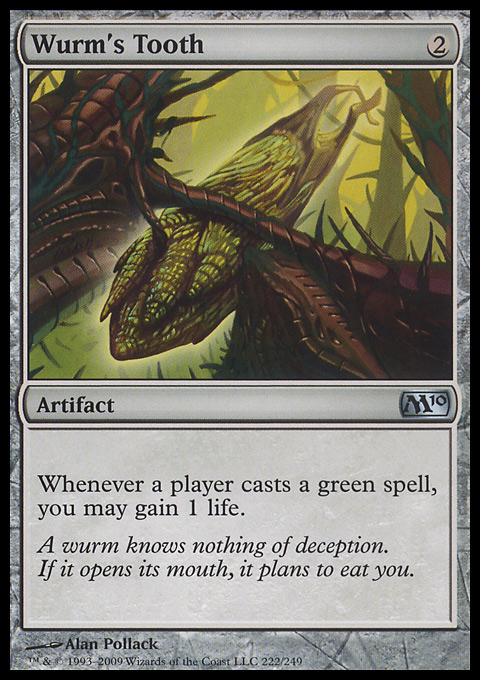 Wurm's Tooth 2
Artifact M10
Whenever a player casts a green spell,
you may gain 1 life.
A wurm knows nothing of deception.
If it opens its mouth, it plans to eat you.
Alan Pollack
™ & © 1993–2009 Wizards of the Coast LLC 222/249